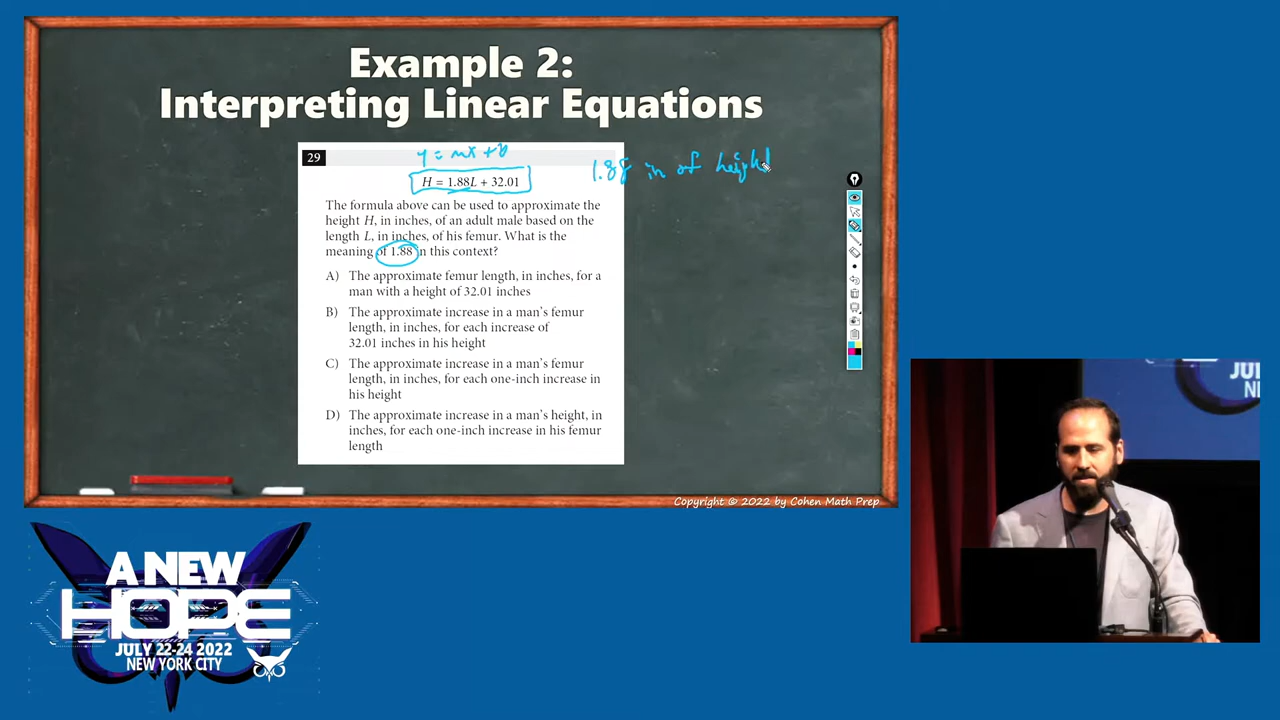 Example 2:
Interpreting Linear Equations
29
y = mx + b
H = 1.88L + 32.01
1.88 in of height
The formula above can be used to approximate the
height H, in inches, of an adult male based on the
length L, in inches, of his femur. What is the
meaning of 1.88 in this context?
A) The approximate femur length, in inches, for a
man with a height of 32.01 inches
B) The approximate increase in a man's femur
length, in inches, for each increase of
32.01 inches in his height
C) The approximate increase in a man's femur
length, in inches, for each one-inch increase in
his height
D) The approximate increase in a man's height, in
inches, for each one-inch increase in his femur
length
Copyright © 2022 by Cohen Math Prep
A NEW
HOPE
JULY 22-24 2022
NEW YORK CITY
JULY
NE